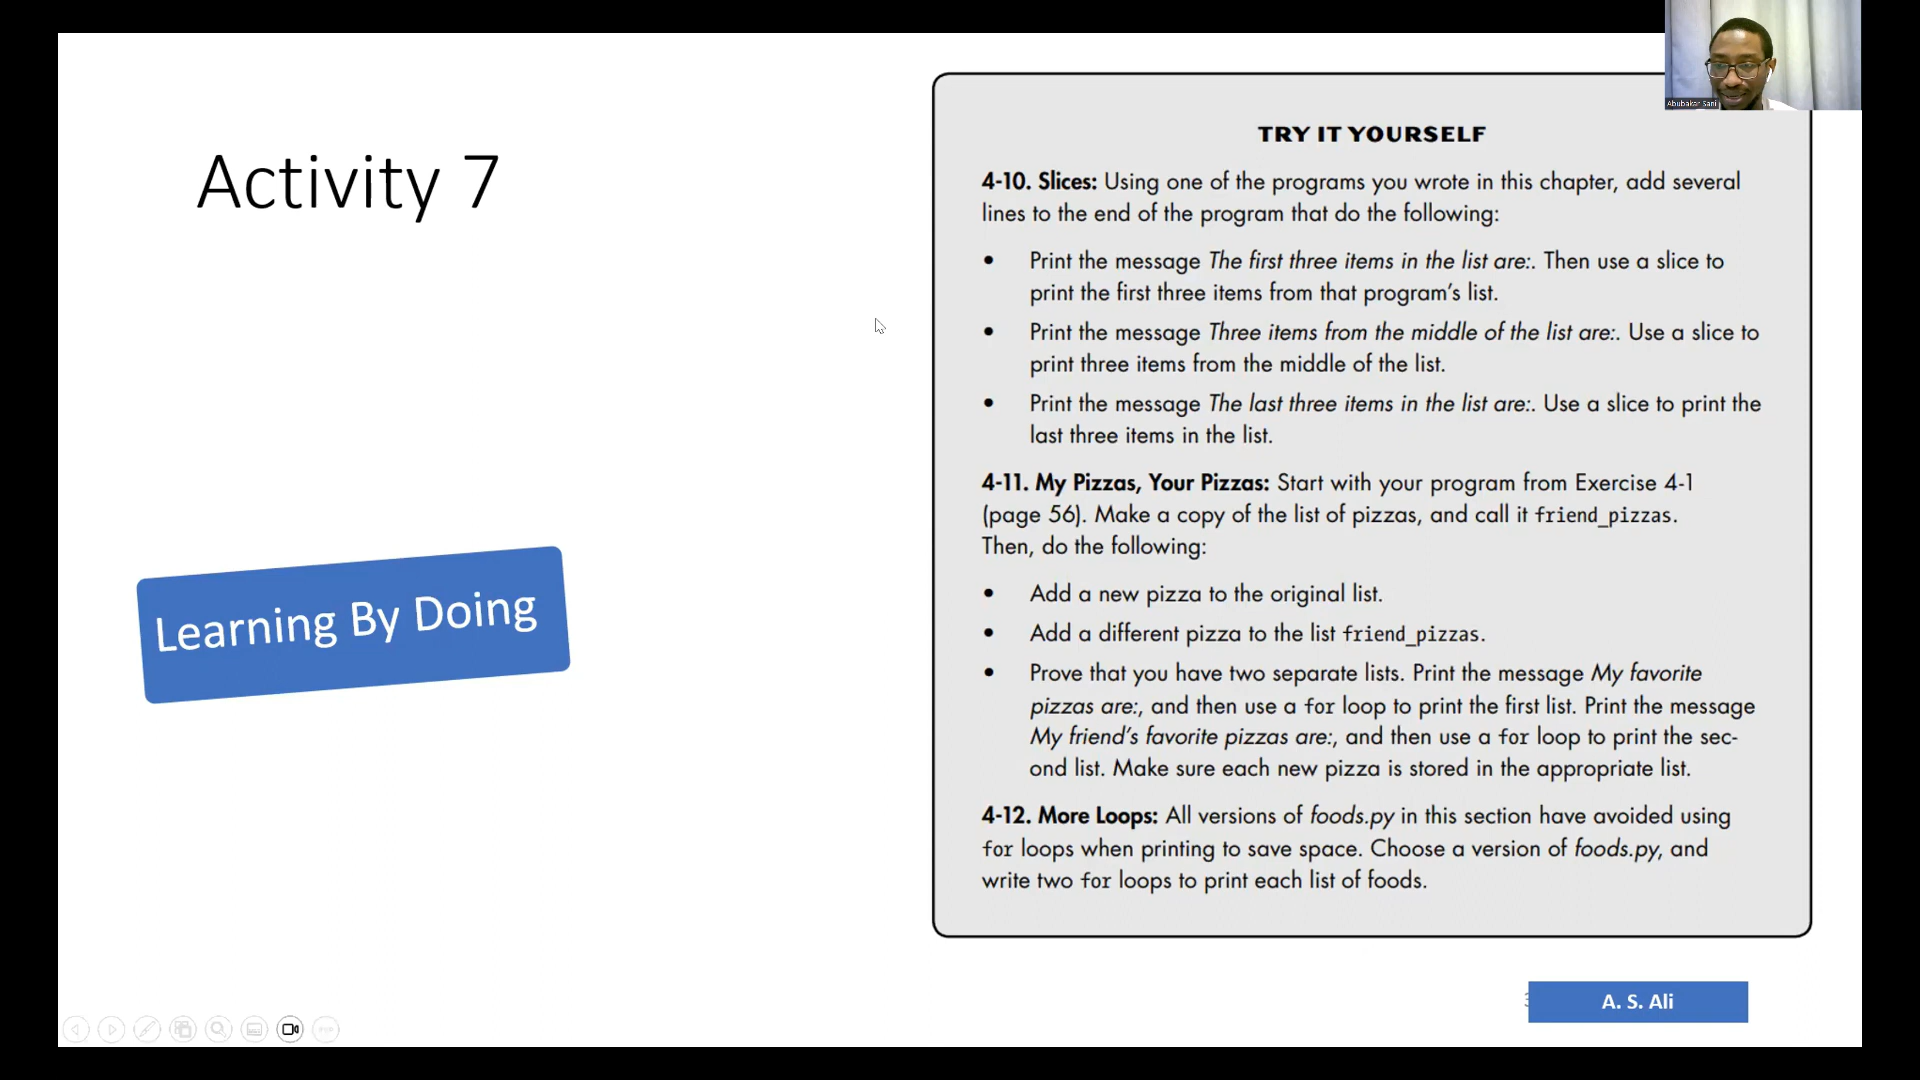 Abubakar Sani
Activity 7
Learning By Doing
TRY IT YOURSELF
4-10. Slices: Using one of the programs you wrote in this chapter, add several
lines to the end of the program that do the following:
• Print the message The first three items in the list are:. Then use a slice to
print the first three items from that program’s list.
• Print the message Three items from the middle of the list are:. Use a slice to
print three items from the middle of the list.
• Print the message The last three items in the list are:. Use a slice to print the
last three items in the list.
4-11. My Pizzas, Your Pizzas: Start with your program from Exercise 4-1
(page 56). Make a copy of the list of pizzas, and call it friend_pizzas.
Then, do the following:
• Add a new pizza to the original list.
• Add a different pizza to the list friend_pizzas.
• Prove that you have two separate lists. Print the message My favorite
pizzas are:, and then use a for loop to print the first list. Print the message
My friend’s favorite pizzas are:, and then use a for loop to print the sec-
ond list. Make sure each new pizza is stored in the appropriate list.
4-12. More Loops: All versions of foods.py in this section have avoided using
for loops when printing to save space. Choose a version of foods.py, and
write two for loops to print each list of foods.
A. S. Ali